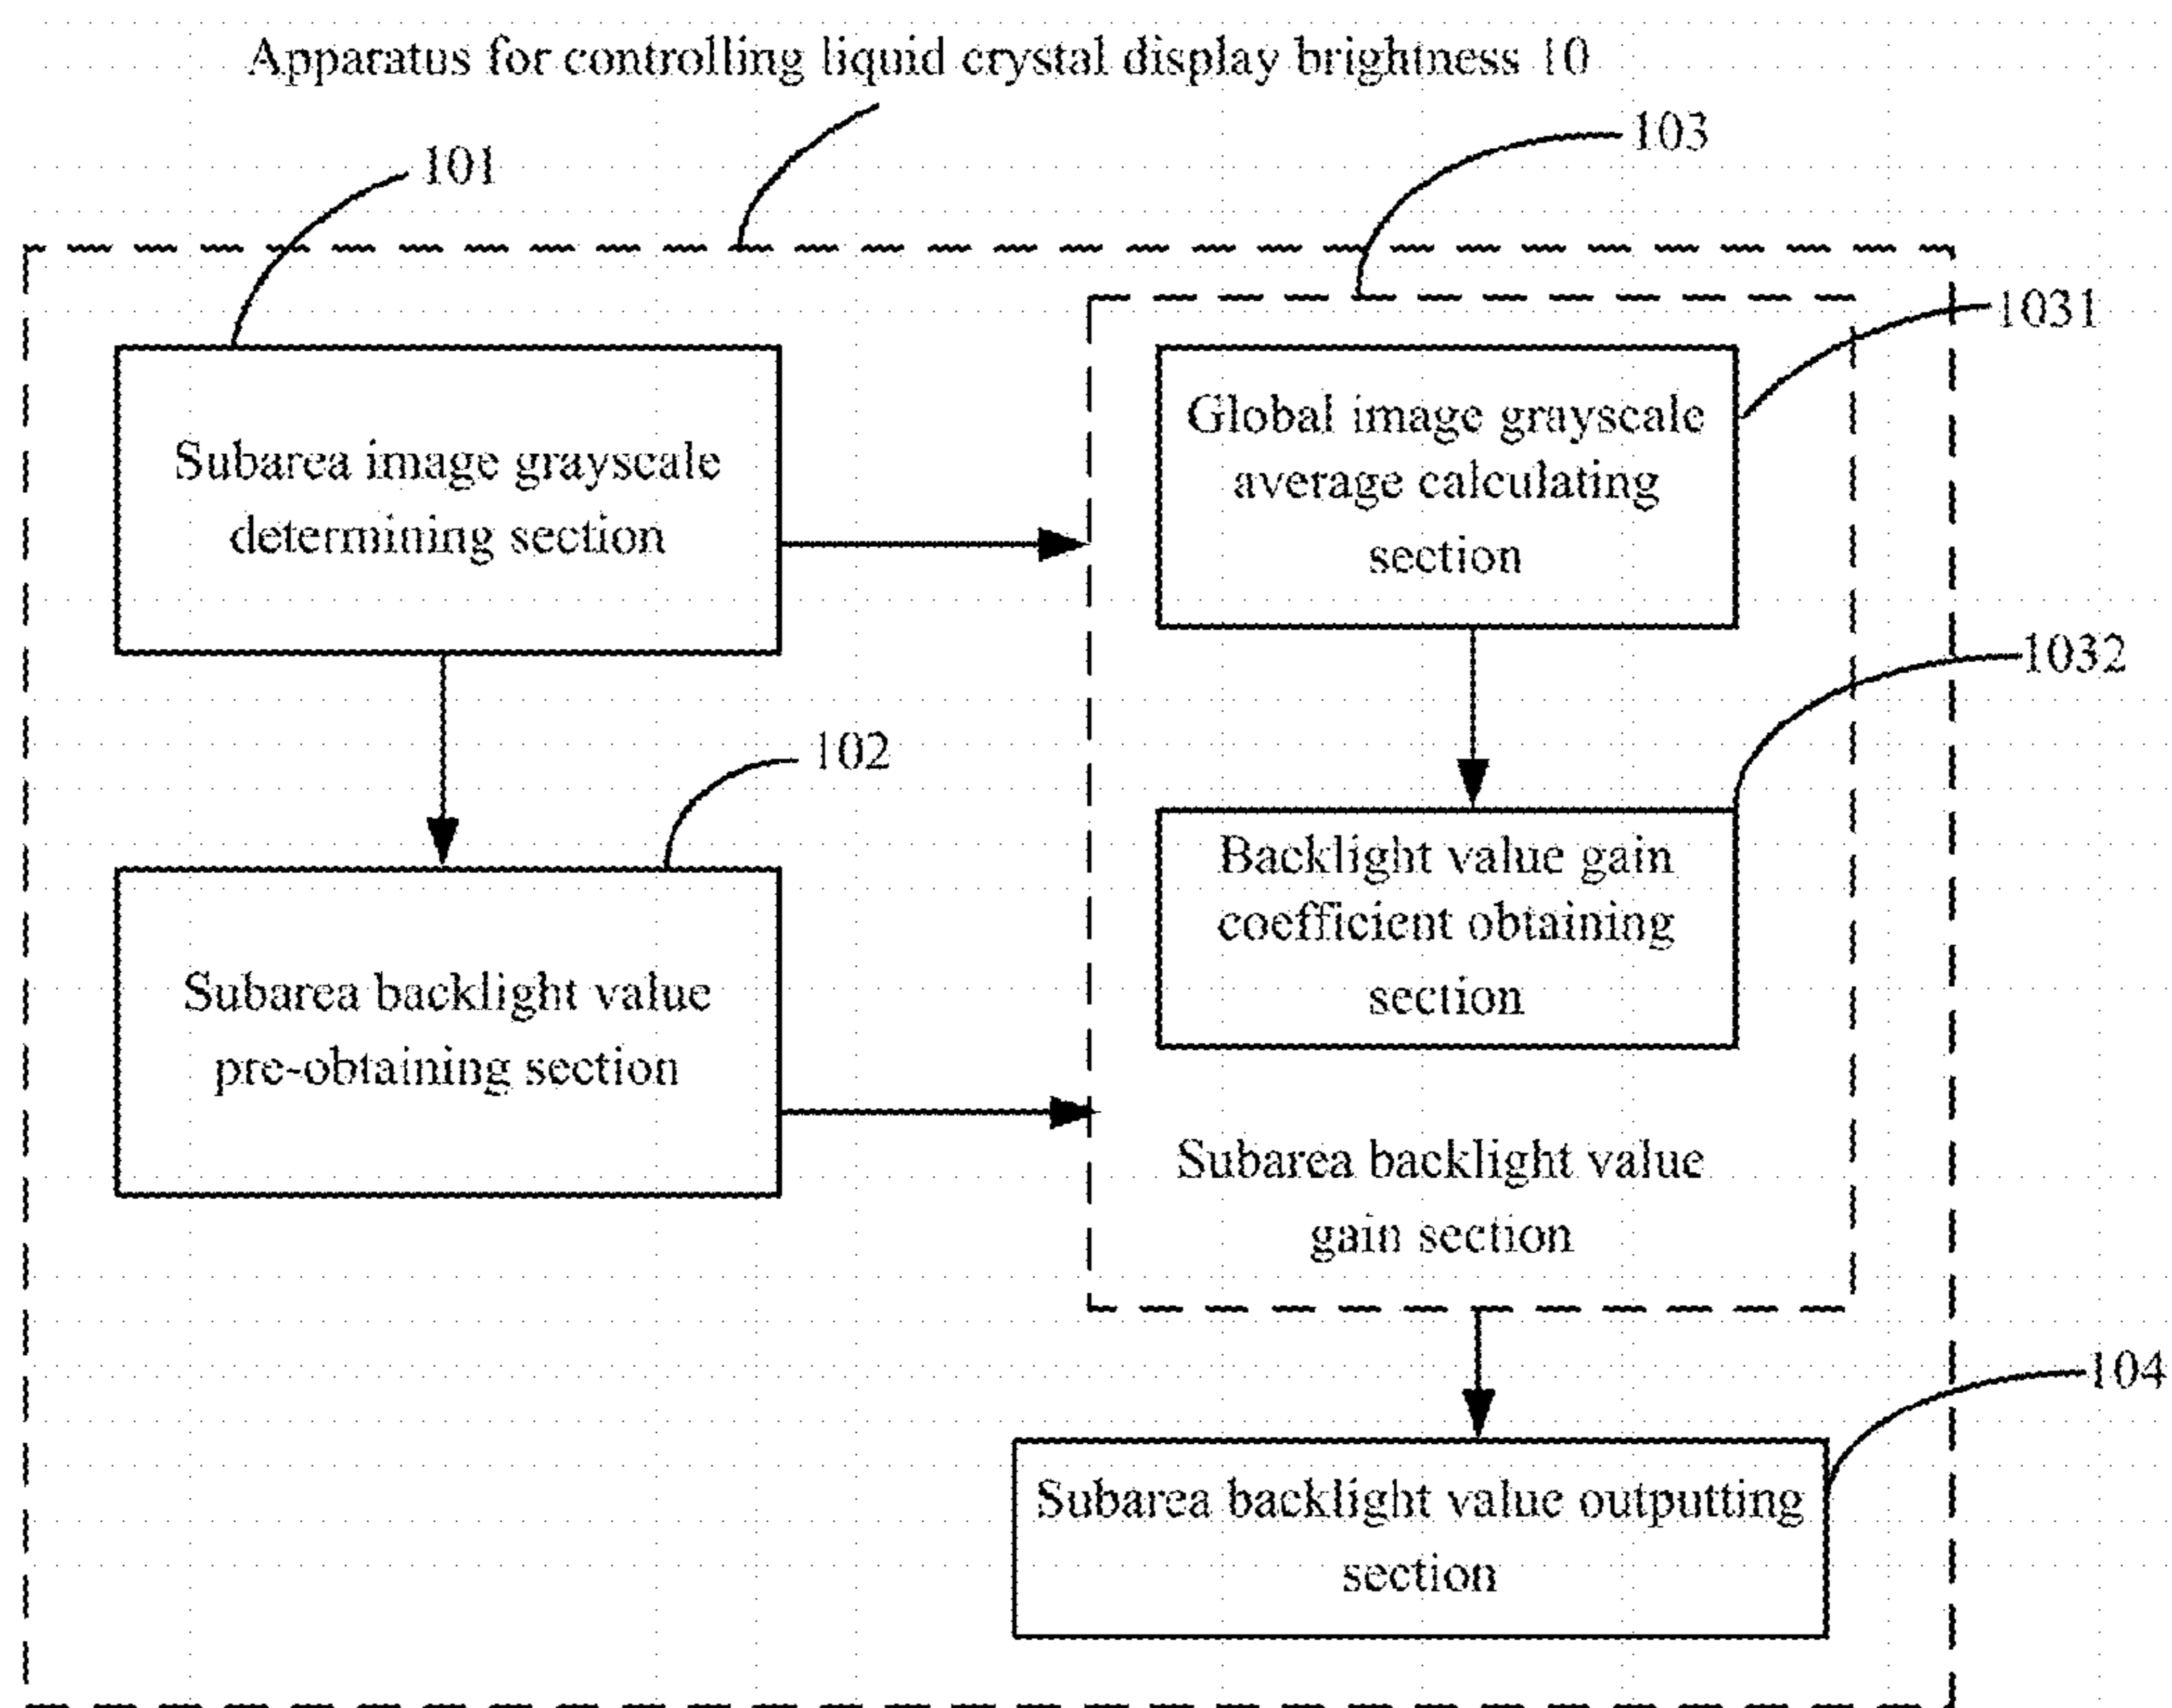 Apparatus for controlling liquid crystal display brightness 10
101
103
1031
Subarea image grayscale
determining section
Global image grayscale
average calculating
section
1032
102
Backlight value gain
coefficient obtaining
section
Subarea backlight value
pre-obtaining section
Subarea backlight value
gain section
104
Subarea backlight value outputting
section